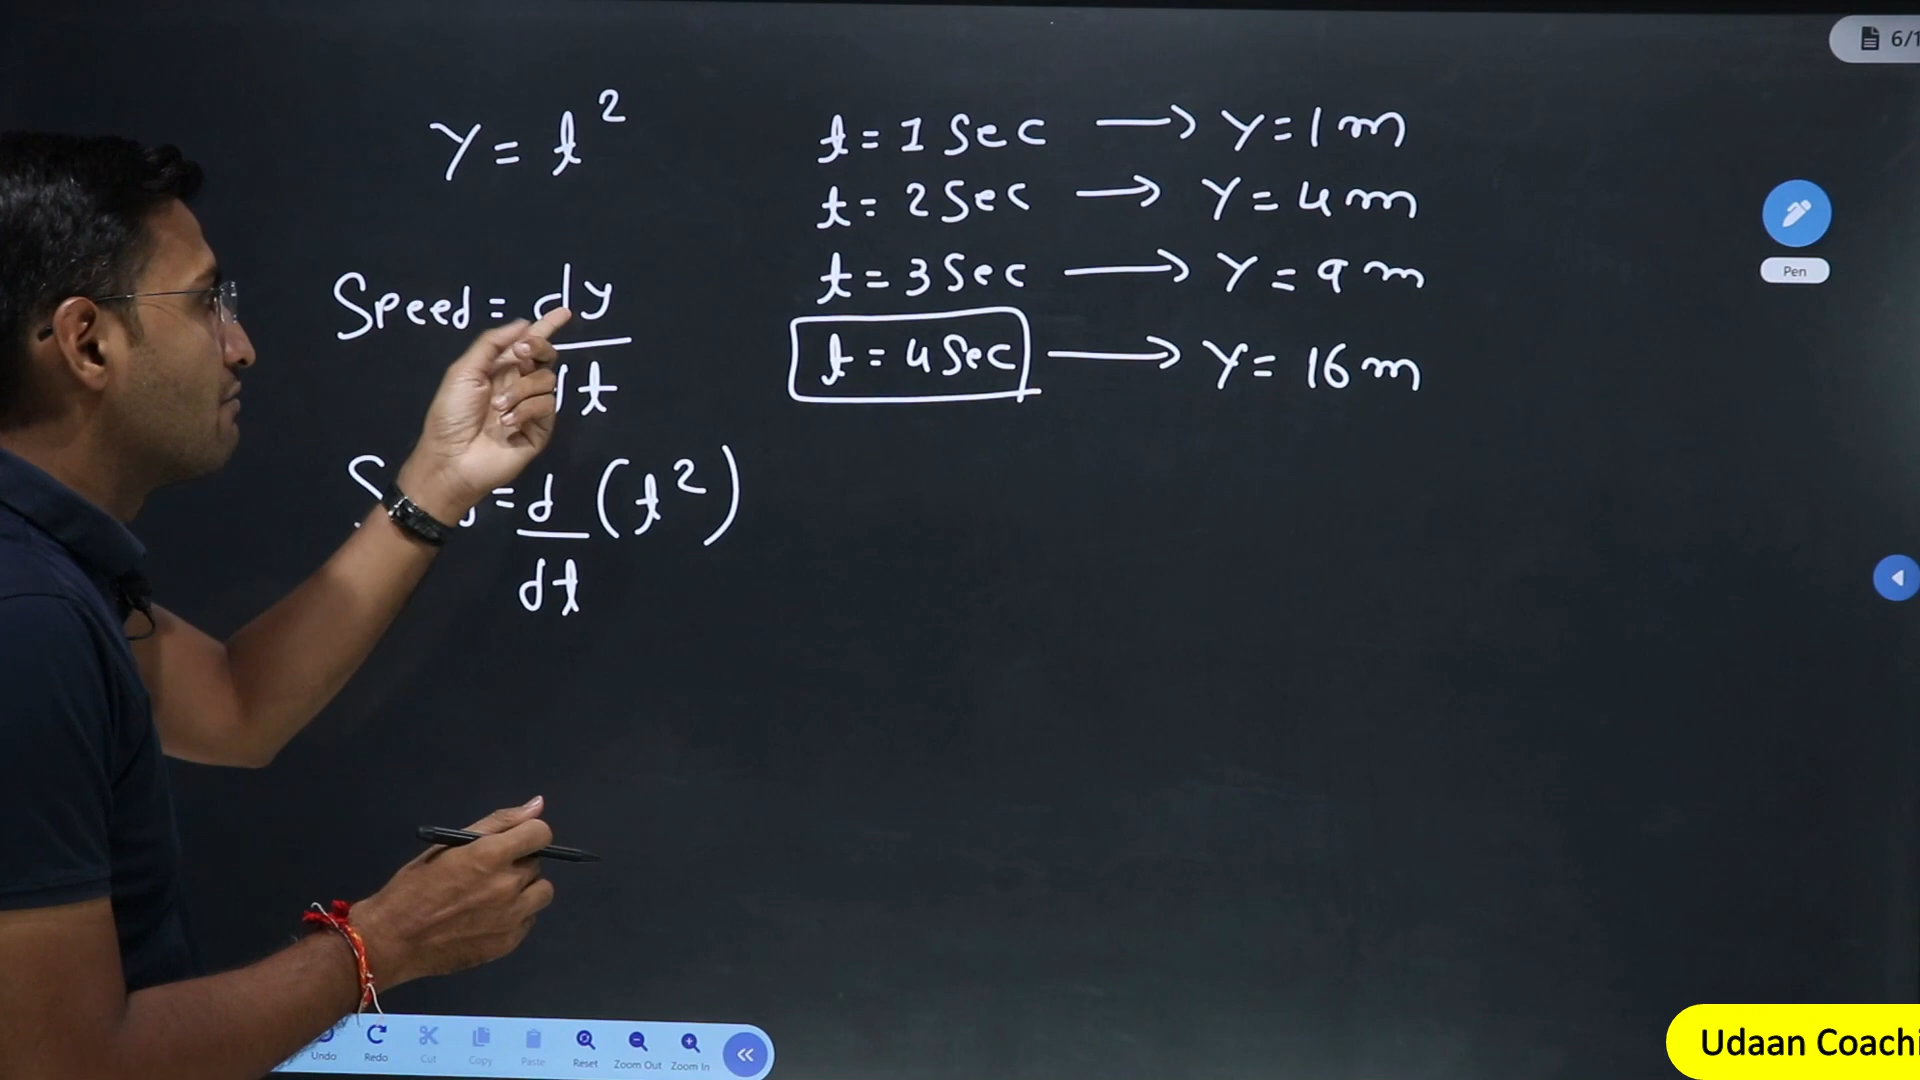 Y = t²
Speed = dy/dt
= d/dt (t²)
t = 1 Sec → Y = 1 m
t = 2 Sec → Y = 4 m
t = 3 Sec → Y = 9 m
t = 4 Sec → Y = 16 m
6/1
Pen
Undo Redo Cut Copy Paste Reset Zoom Out Zoom In
Udaan Coachi